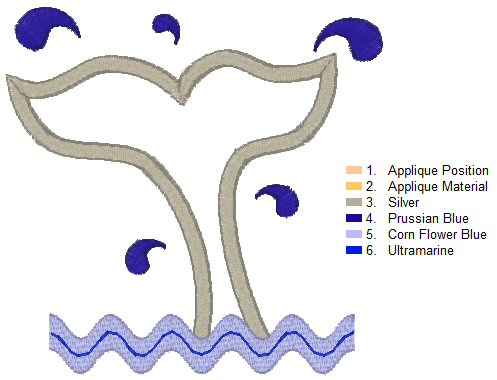 1. Applique Position
2. Applique Material
3. Silver
4. Prussian Blue
5. Corn Flower Blue
6. Ultramarine